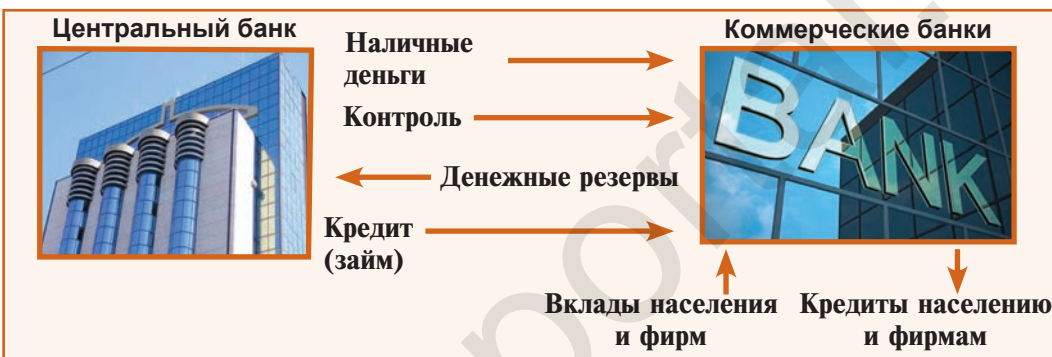 Центральный банк
Коммерческие банки
Наличные
деньги
Контроль
Денежные резервы
Кредит
(займ)
BANK
Вклады населения
и фирм
Кредиты населению
и фирмам